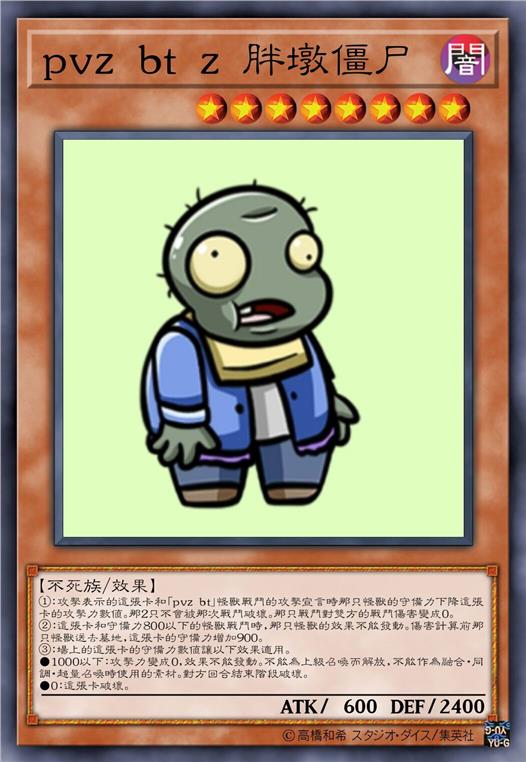 pvz bt z 胖墩僵尸
闇
【不死族/效果】
①:攻擊表示的這張卡和「pvz bt」怪獸戰鬥的攻擊宣言時那只怪獸的守備力下降這張
卡的攻擊力數值。那2只不會被那次戰鬥破壞。那只戰鬥對雙方的戰鬥傷害變成0。
②:這張卡和守備力800以下的怪獸戰鬥時,那只怪獸的效果不能發動。傷害計算前那
只怪獸送去墓地,這張卡的守備力增加900。
③:場上的這張卡的守備力數值讓以下效果適用。
●1000以下:攻擊力變成0,效果不能發動。不能為上級召喚而解放,不能作為融合·同
調·超量召喚時使用的素材。對方回合結束階段破壞。
●0:這張卡破壞。
ATK/ 600 DEF/2400
©高橋和希 スタジオ·ダイス/集英社
YU-G